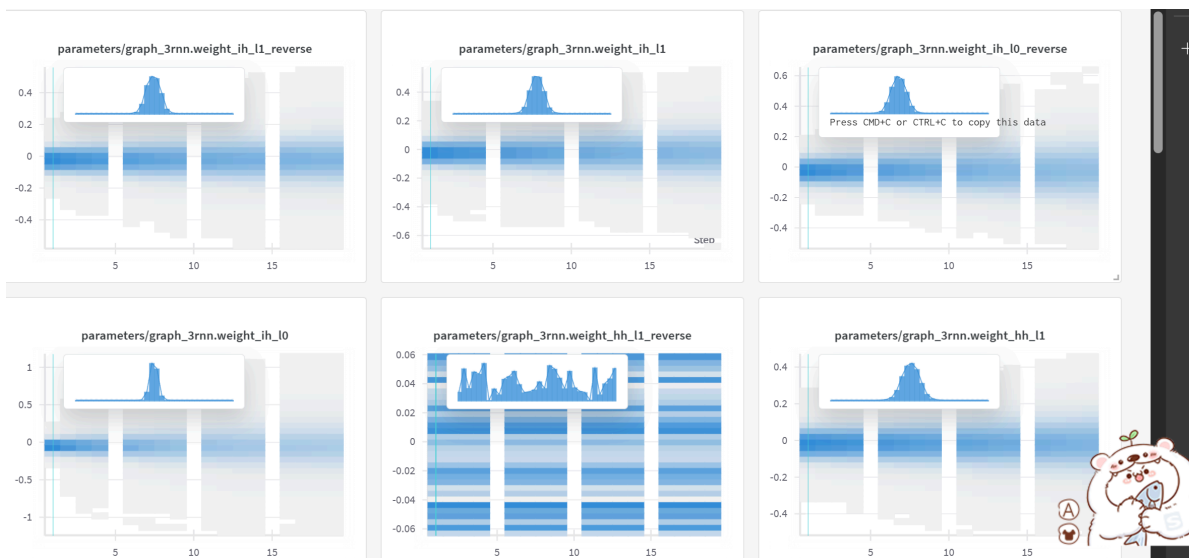 parameters/graph_3rnn.weight_ih_l1_reverse
0.4
0.2
0
-0.2
-0.4
5 10 15
parameters/graph_3rnn.weight_ih_l1
0.4
0.2
0
-0.2
-0.4
-0.6
Step
5 10 15
parameters/graph_3rnn.weight_ih_l0_reverse
0.6
0.4
Press CMD+C or CTRL+C to copy this data
0.2
0
-0.2
-0.4
5 10 15
parameters/graph_3rnn.weight_ih_l0
1
0.5
0
-0.5
-1
5 10 15
parameters/graph_3rnn.weight_hh_l1_reverse
0.06
0.04
0.02
0
-0.02
-0.04
-0.06
5 10 15
parameters/graph_3rnn.weight_hh_l1
0.4
0.2
0
-0.2
-0.4
5 10 15
A
S